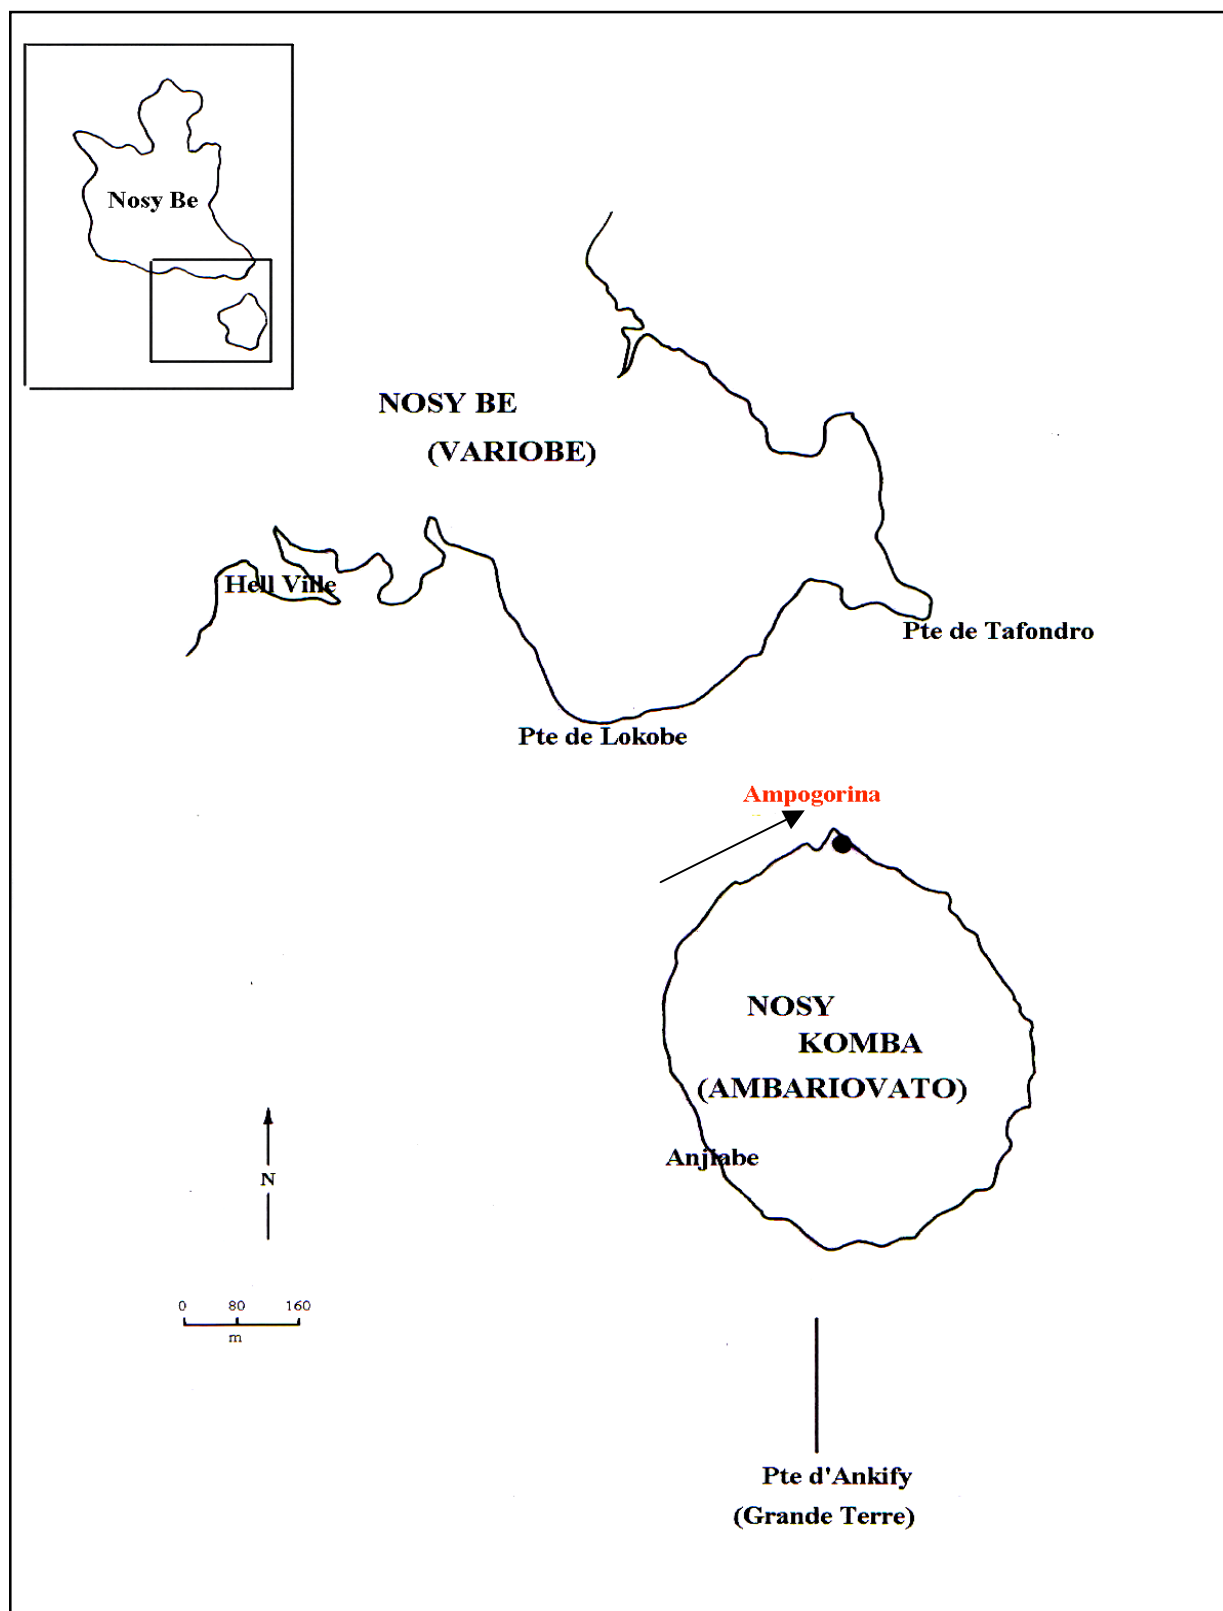 Nosy Be
NOSY BE
(VARIOBE)
Hell Ville
Pte de Tafondro
Pte de Lokobe
Ampogorina
NOSY
KOMBA
(AMBARIOVATO)
Anjiabe
N
0 80 160
m
Pte d'Ankify
(Grande Terre)